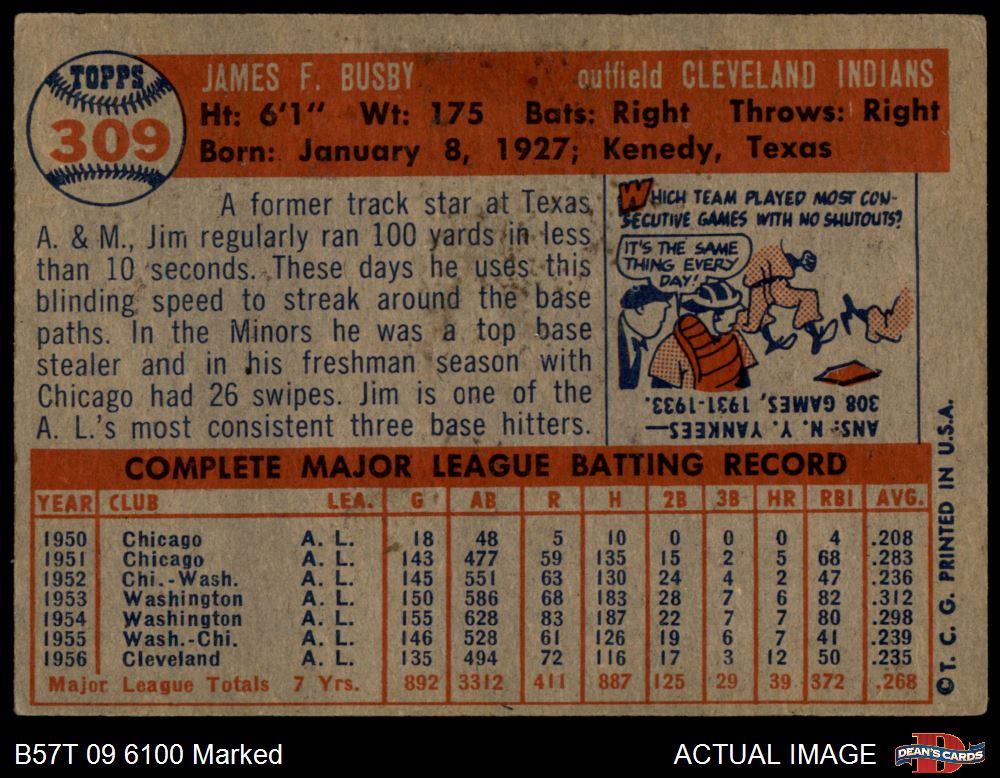 TOPPS
309
JAMES F. BUSBY outfield CLEVELAND INDIANS
Ht: 6'1" Wt: 175 Bats: Right Throws: Right
Born: January 8, 1927; Kenedy, Texas
A former track star at Texas
A. & M., Jim regularly ran 100 yards in less
than 10 seconds. These days he uses this
blinding speed to streak around the base
paths. In the Minors he was a top base
stealer and in his freshman season with
Chicago had 26 swipes. Jim is one of the
A. L.'s most consistent three base hitters.
WHICH TEAM PLAYED MOST CON-
SECUTIVE GAMES WITH NO SHUTOUTS?
IT'S THE SAME
THING EVERY
DAY!
ANS: N. Y. YANKEES—
308 GAMES, 1931-1933.
COMPLETE MAJOR LEAGUE BATTING RECORD
YEAR CLUB LEA. G AB R H 2B 3B HR RBI AVG.
1950 Chicago A. L. 18 48 5 10 0 0 0 4 .208
1951 Chicago A. L. 143 477 59 135 15 2 5 68 .283
1952 Chi.-Wash. A. L. 145 551 63 130 24 4 2 47 .236
1953 Washington A. L. 150 586 68 183 28 7 6 82 .312
1954 Washington A. L. 155 628 83 187 22 7 7 80 .298
1955 Wash.-Chi. A. L. 146 528 61 126 19 6 7 41 .239
1956 Cleveland A. L. 135 494 72 116 17 3 12 50 .235
Major League Totals 7 Yrs. 892 3312 411 887 125 29 39 372 .268
© T. C. G. PRINTED IN U.S.A.
B57T 09 6100 Marked
ACTUAL IMAGE
DEAN'S CARDS